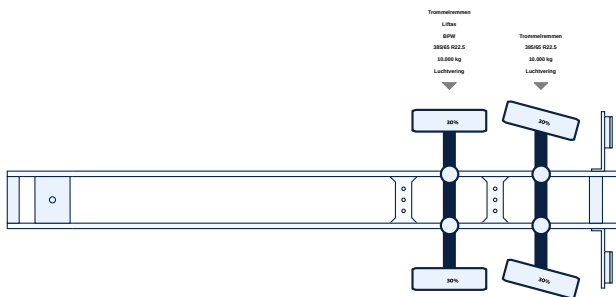 Trommelremmen
Liftas
BPW
385/65 R22.5
10.000 kg
Luchtvering
Trommelremmen
385/65 R22.5
10.000 kg
Luchtvering
30%
30%
30%
30%